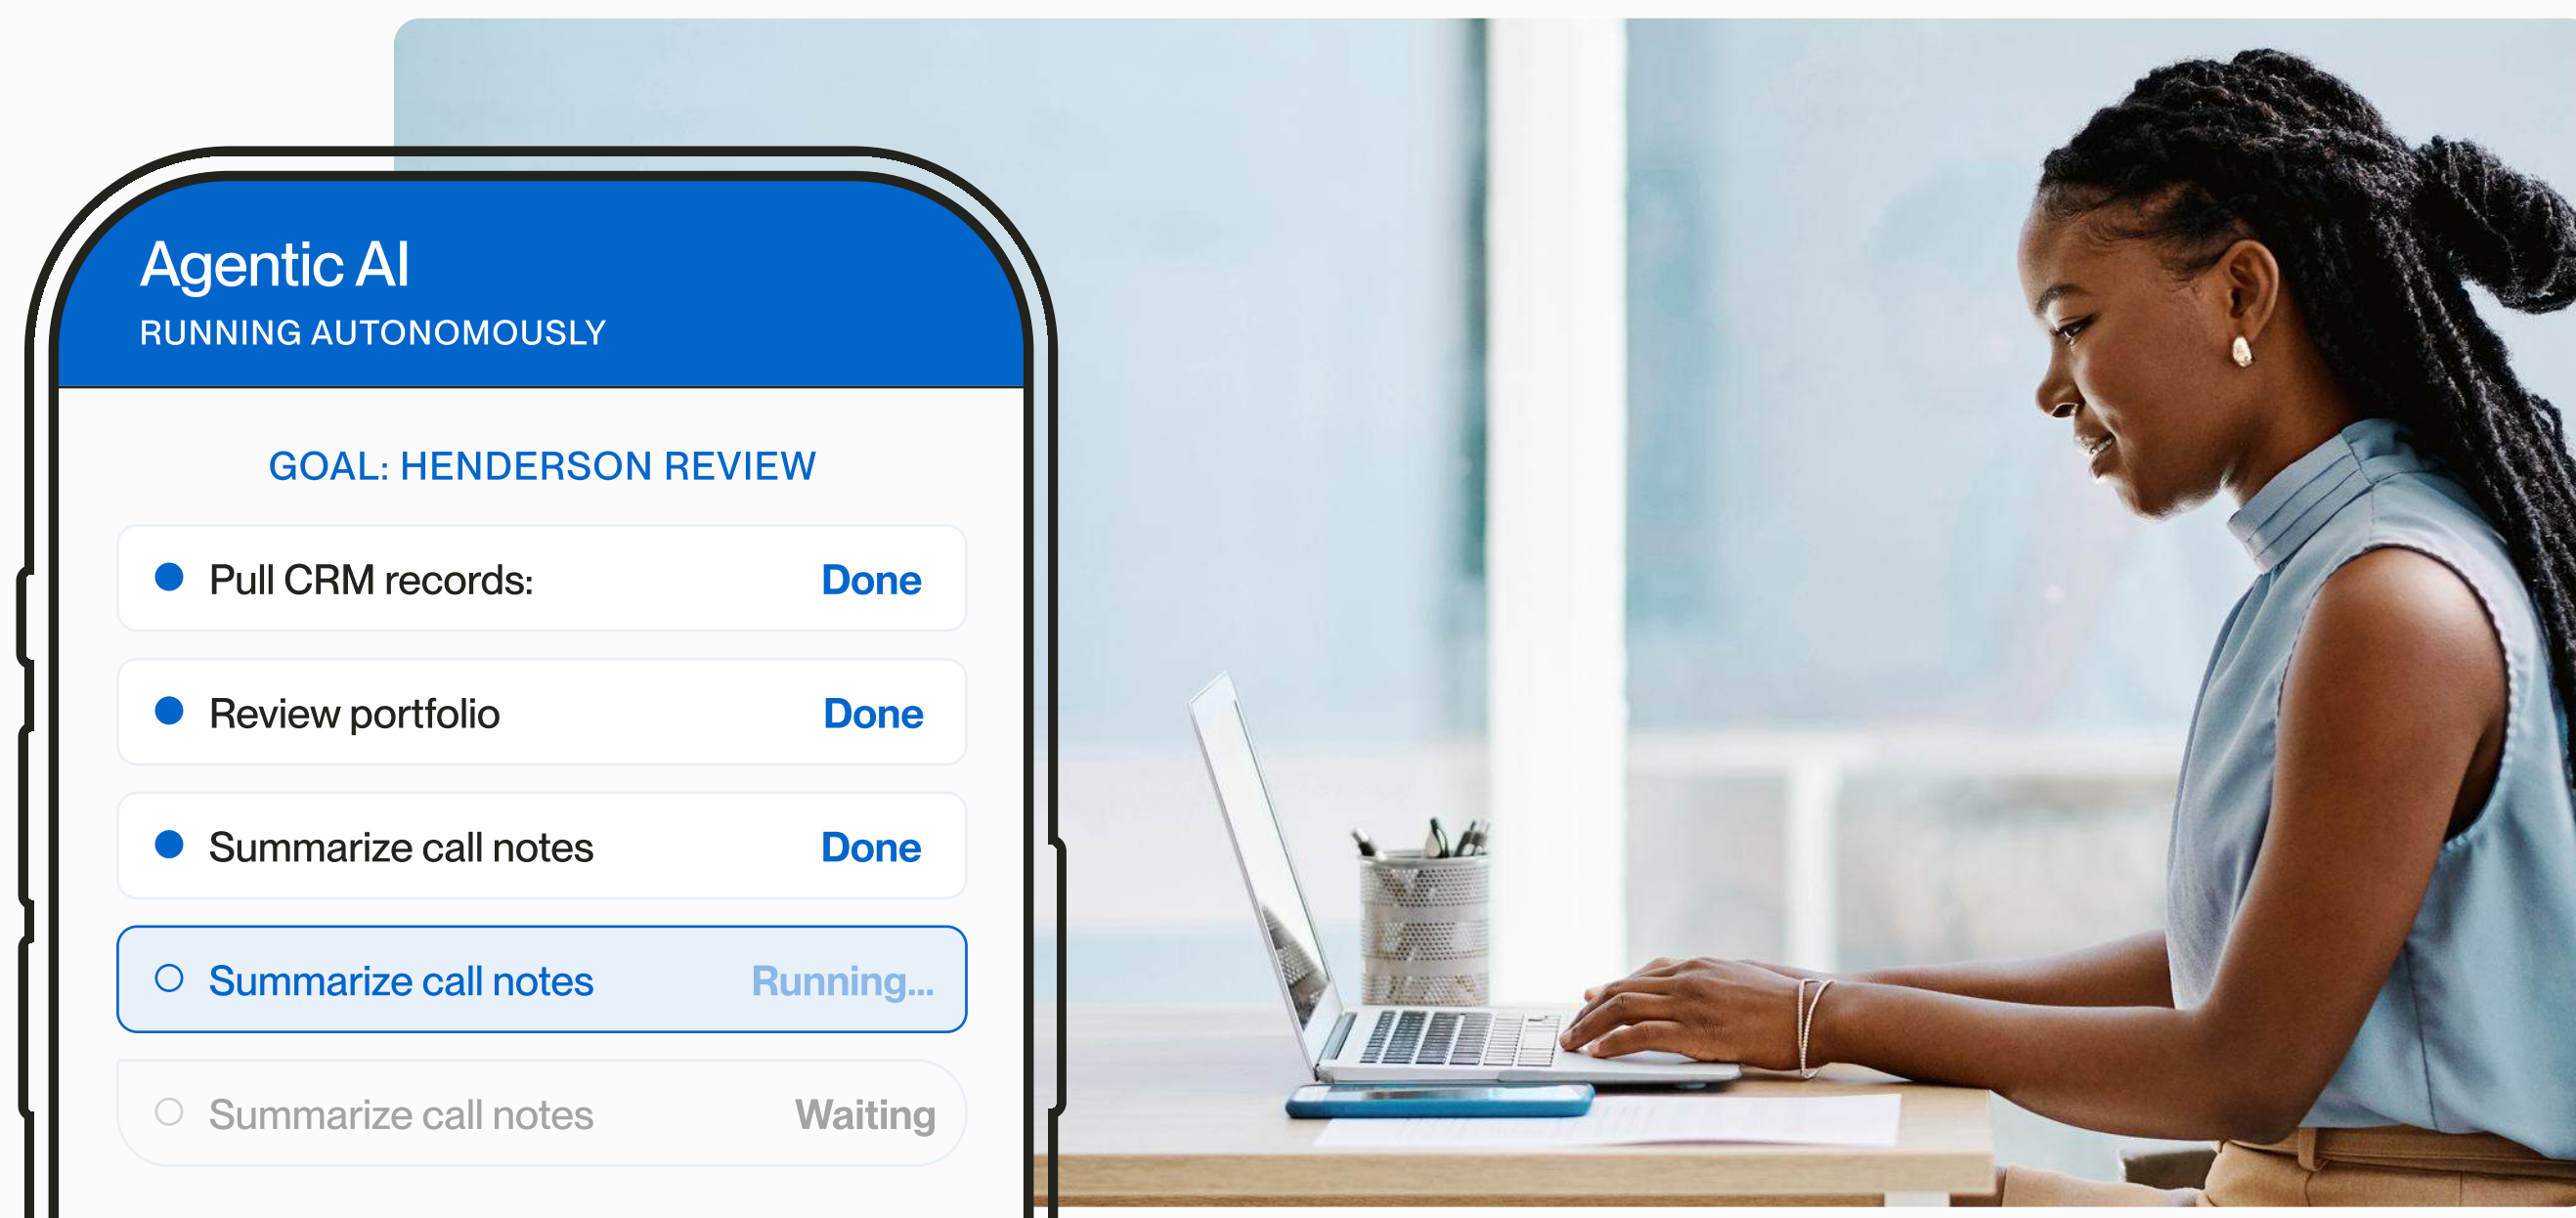 Agentic AI
RUNNING AUTONOMOUSLY
GOAL: HENDERSON REVIEW
Pull CRM records: Done
Review portfolio Done
Summarize call notes Done
Summarize call notes Running...
Summarize call notes Waiting